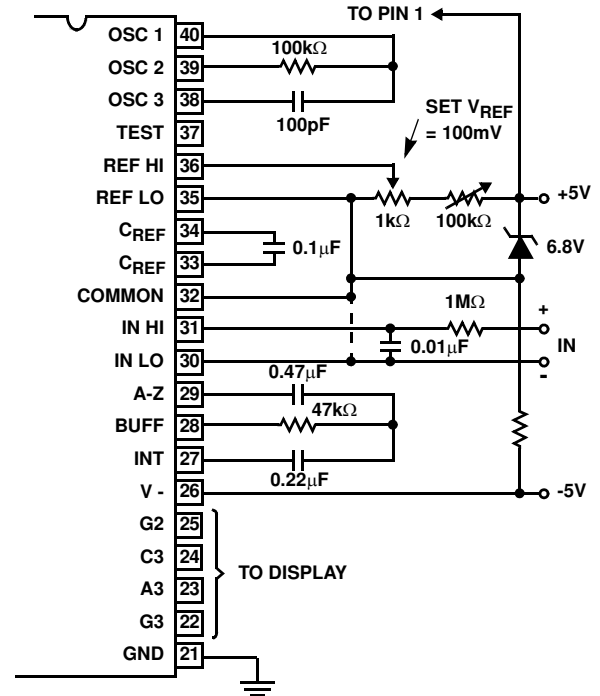 TO PIN 1
OSC 1 40
100kΩ
OSC 2 39
OSC 3 38
100pF
SET VREF
= 100mV
TEST 37
REF HI 36
REF LO 35
1kΩ
100kΩ
+5V
CREF 34
0.1μF
6.8V
CREF 33
COMMON 32
1MΩ
IN HI 31
+
0.01μF
IN
IN LO 30
-
0.47μF
A-Z 29
47kΩ
BUFF 28
INT 27
0.22μF
V - 26
-5V
G2 25
C3 24
TO DISPLAY
A3 23
G3 22
GND 21